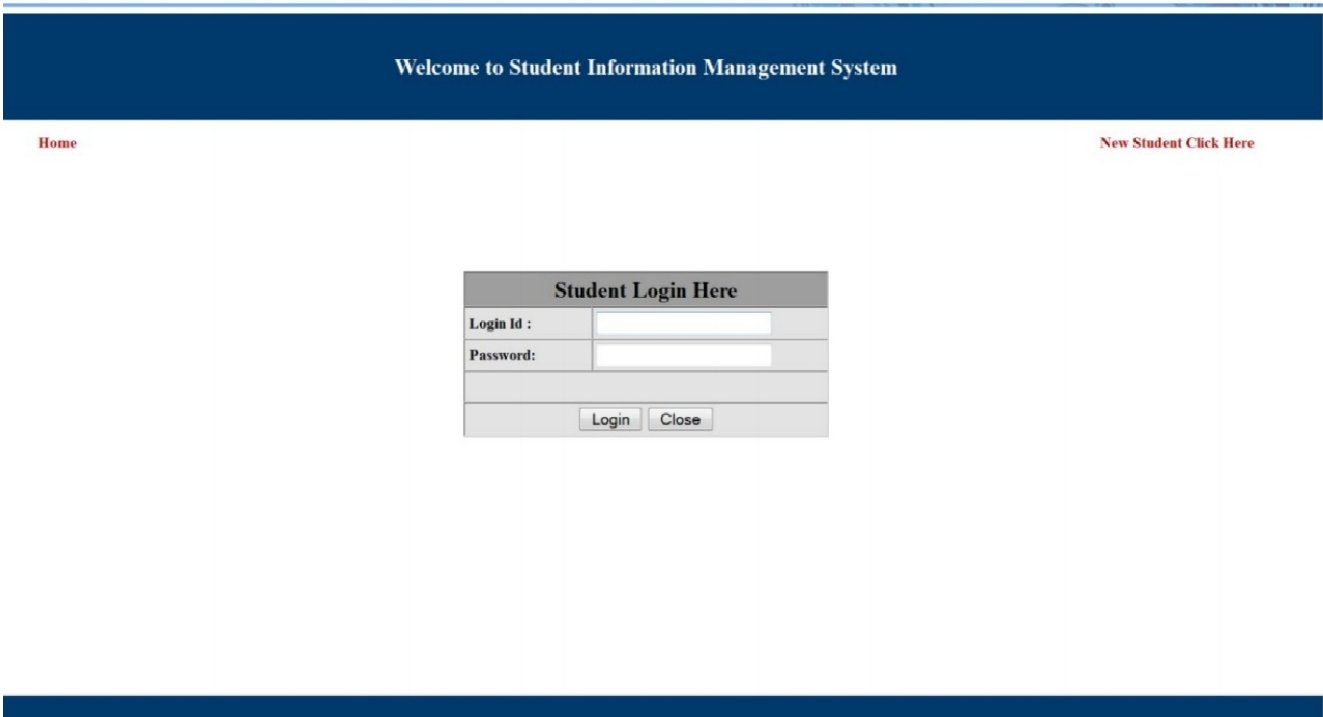 Welcome to Student Information Management System
Home
New Student Click Here
Student Login Here
Login Id :
Password:
Login
Close